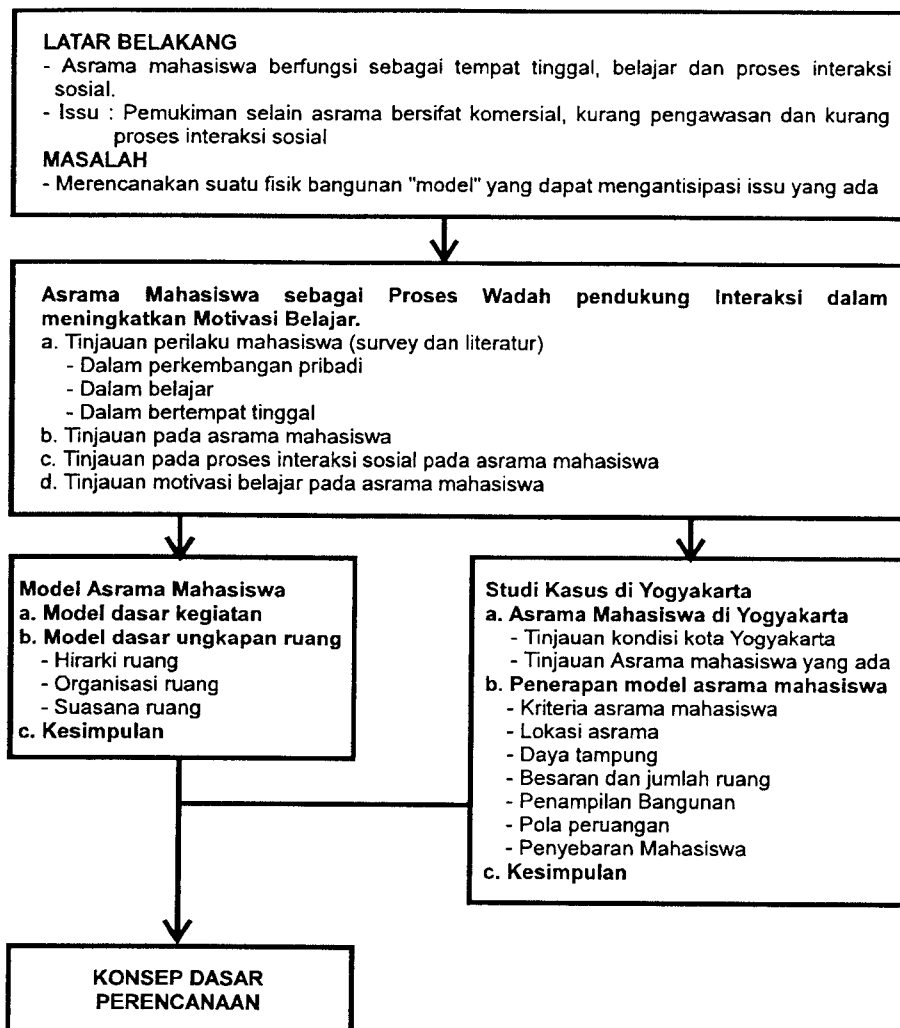 LATAR BELAKANG
- Asrama mahasiswa berfungsi sebagai tempat tinggal, belajar dan proses interaksi
sosial.
- Issu : Pemukiman selain asrama bersifat komersial, kurang pengawasan dan kurang
proses interaksi sosial
MASALAH
- Merencanakan suatu fisik bangunan "model" yang dapat mengantisipasi issu yang ada
Asrama Mahasiswa sebagai Proses Wadah pendukung Interaksi dalam
meningkatkan Motivasi Belajar.
a. Tinjauan perilaku mahasiswa (survey dan literatur)
- Dalam perkembangan pribadi
- Dalam belajar
- Dalam bertempat tinggal
b. Tinjauan pada asrama mahasiswa
c. Tinjauan pada proses interaksi sosial pada asrama mahasiswa
d. Tinjauan motivasi belajar pada asrama mahasiswa
Model Asrama Mahasiswa
a. Model dasar kegiatan
b. Model dasar ungkapan ruang
- Hirarki ruang
- Organisasi ruang
- Suasana ruang
c. Kesimpulan
Studi Kasus di Yogyakarta
a. Asrama Mahasiswa di Yogyakarta
- Tinjauan kondisi kota Yogyakarta
- Tinjauan Asrama mahasiswa yang ada
b. Penerapan model asrama mahasiswa
- Kriteria asrama mahasiswa
- Lokasi asrama
- Daya tampung
- Besaran dan jumlah ruang
- Penampilan Bangunan
- Pola peruangan
- Penyebaran Mahasiswa
c. Kesimpulan
KONSEP DASAR
PERENCANAAN